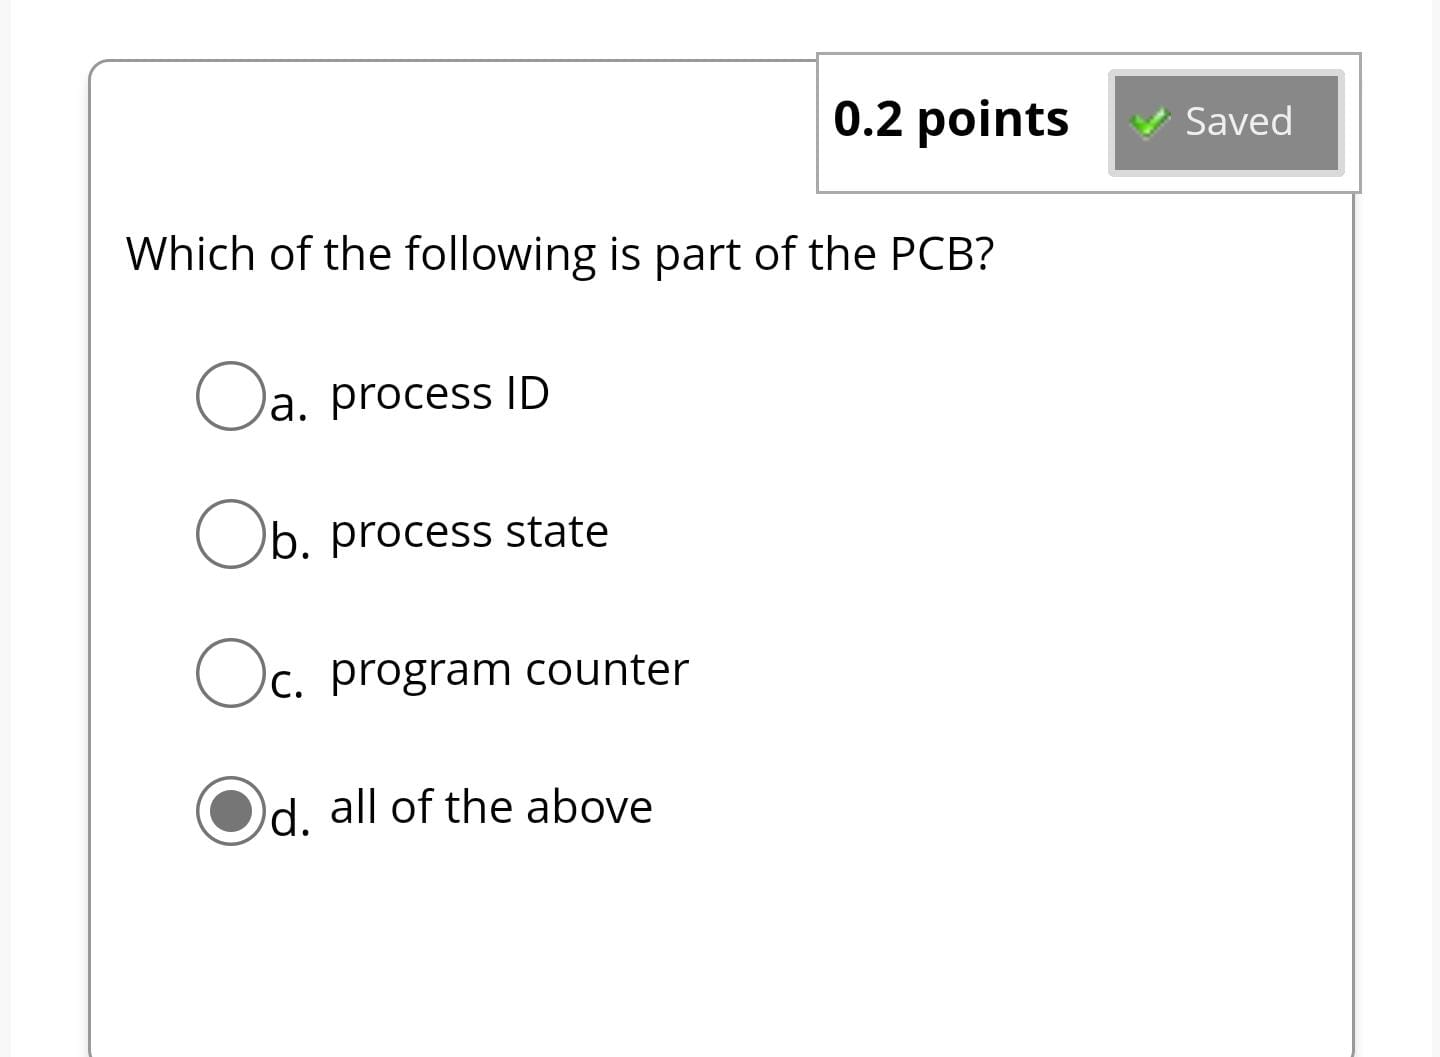 0.2 points Saved
Which of the following is part of the PCB?
a. process ID
b. process state
c. program counter
d. all of the above